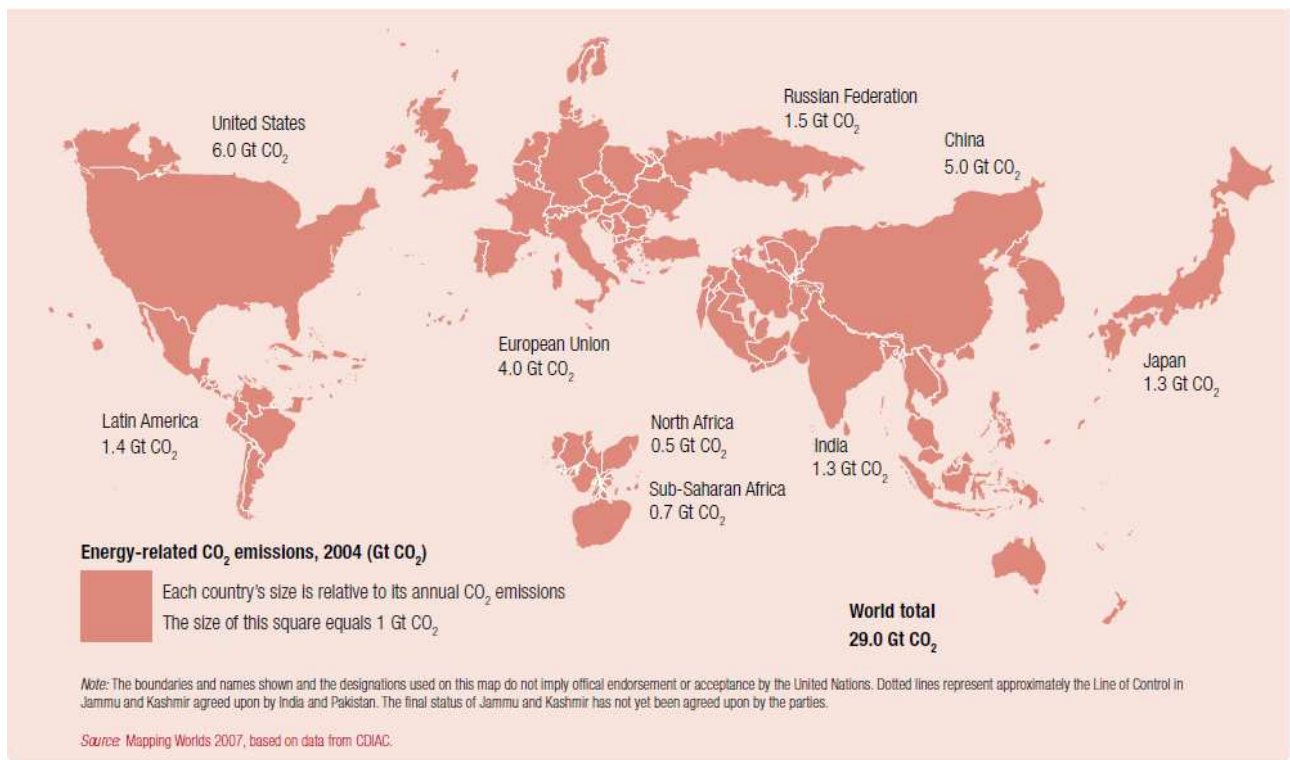 United States
6.0 Gt CO₂
Russian Federation
1.5 Gt CO₂
China
5.0 Gt CO₂
European Union
4.0 Gt CO₂
Japan
1.3 Gt CO₂
Latin America
1.4 Gt CO₂
North Africa
0.5 Gt CO₂
India
1.3 Gt CO₂
Sub-Saharan Africa
0.7 Gt CO₂
Energy-related CO₂ emissions, 2004 (Gt CO₂)
Each country's size is relative to its annual CO₂ emissions
The size of this square equals 1 Gt CO₂
World total
29.0 Gt CO₂
Note: The boundaries and names shown and the designations used on this map do not imply offical endorsement or acceptance by the United Nations. Dotted lines represent approximately the Line of Control in
Jammu and Kashmir agreed upon by India and Pakistan. The final status of Jammu and Kashmir has not yet been agreed upon by the parties.
Source: Mapping Worlds 2007, based on data from CDIAC.